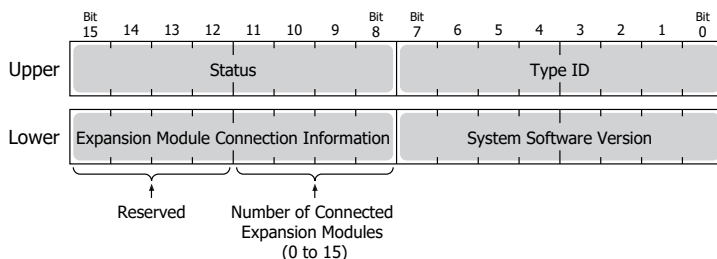 Bit 15 14 13 12 11 10 9 Bit 8 Bit 7 6 5 4 3 2 1 Bit 0
Upper Status Type ID
Lower Expansion Module Connection Information System Software Version
Reserved
Number of Connected
Expansion Modules
(0 to 15)